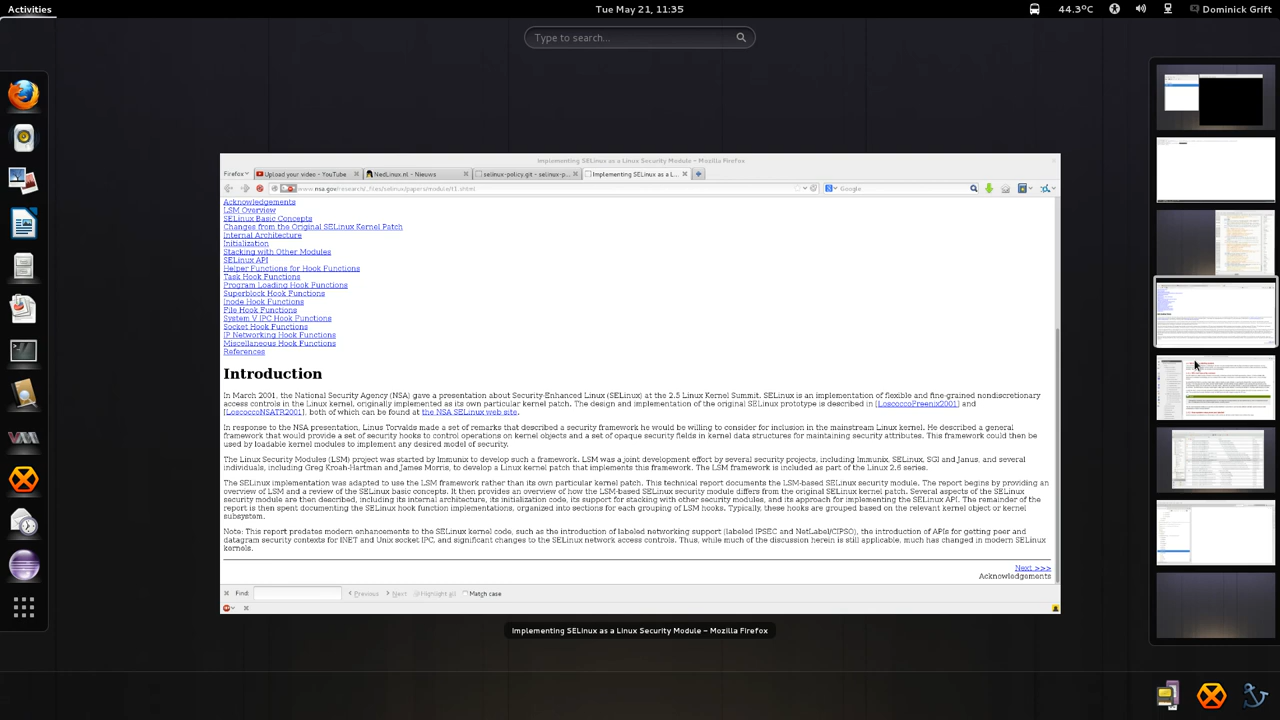 Activities
Tue May 21, 11:35
44.3ºC
Dominick Grift
Type to search...
Implementing SELinux as a Linux Security Module - Mozilla Firefox
Firefox
Upload your video - YouTube
NedLinux.nl - Nieuws
selinux-policy.git - selinux-p...
Implementing SELinux as a L...
Google
Acknowledgements
LSM Overview
SELinux Basic Concepts
Changes from the Original SELinux Kernel Patch
Internal Architecture
Initialization
Stacking with Other Modules
SELinux API
Helper Functions for Hook Functions
Task Hook Functions
Program Loading Hook Functions
Superblock Hook Functions
Inode Hook Functions
File Hook Functions
System V IPC Hook Functions
Socket Hook Functions
IP Networking Hook Functions
Miscellaneous Hook Functions
References
Introduction
In March 2001, the National Security Agency (NSA) gave a presentation about Security-Enhanced Linux (SELinux) at the 2.5 Linux Kernel Summit. SELinux is an implementation of flexible and fine-grained nondiscretionary
access controls in the Linux kernel, originally implemented as its own particular kernel patch. The design and implementation of the original SELinux prototype is described in [LoscoccoFreenix2001] and
[LoscoccoNSATR2001], both of which can be found at the NSA SELinux web site.
In response to the NSA presentation, Linus Torvalds made a set of remarks that described a security framework he would be willing to consider for inclusion in the mainstream Linux kernel. He described a general
framework that would provide a set of security hooks to control operations on kernel objects and a set of opaque security fields in kernel data structures for maintaining security attributes. This framework could then be
used by loadable kernel modules to implement any desired model of security.
The Linux Security Modules (LSM) project was started by Immunix to develop such a framework. LSM was a joint development effort by several security projects, including Immunix, SELinux, SGI and Janus, and several
individuals, including Greg Kroah-Hartman and James Morris, to develop a Linux kernel patch that implements this framework. The LSM framework is included as part of the Linux 2.6 series.
The SELinux implementation was adapted to use the LSM framework rather than its own particular kernel patch. This technical report documents the LSM-based SELinux security module. The report begins by providing an
overview of LSM and a review of the SELinux basic concepts. It then provides an overview of how the LSM-based SELinux security module differs from the original SELinux kernel patch. Several aspects of the SELinux
security module are then described, including its internal architecture, its initialization code, its support for stacking with other security modules, and its approach for implementing the SELinux API. The remainder of the
report is then spent documenting the SELinux hook function implementations, organized into sections for each grouping of LSM hooks. Typically, these hooks are grouped based on the relevant kernel object or kernel
subsystem.
Note: This report predates modern enhancements to the SELinux kernel code, such as the introduction of labeled networking support (labeled IPSEC and NetLabel/CIPSO), the introduction of APIs for getting peer and
datagram security contexts for INET and Unix socket IPC, and significant changes to the SELinux network access controls. Thus, while much of the discussion herein is still applicable, much has changed in modern SELinux
kernels.
Next >>>
Acknowledgements
Find:
Previous
Next
Highlight all
Match case
Implementing SELinux as a Linux Security Module - Mozilla Firefox